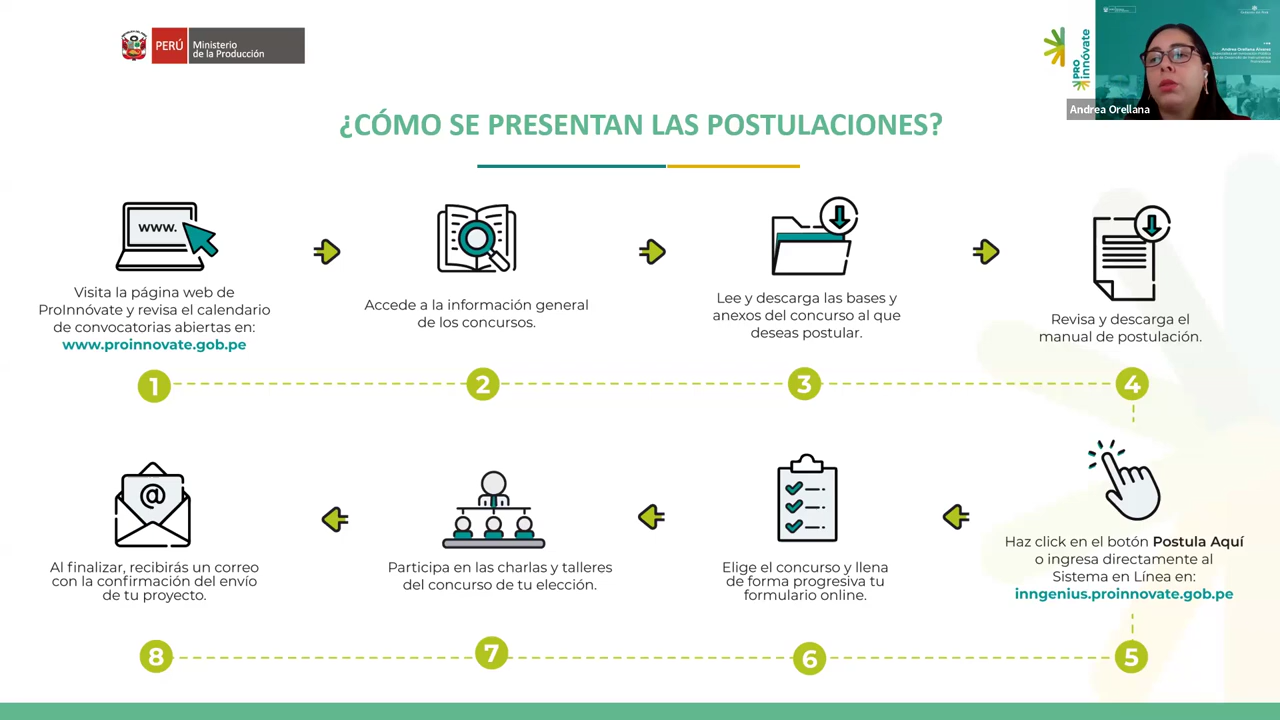 PERÚ
Ministerio
de la Producción
PRO
innóvate
Andrea Orellana Álvarez
Andrea Orellana
¿CÓMO SE PRESENTAN LAS POSTULACIONES?
www.
Visita la página web de
ProInnóvate y revisa el calendario
de convocatorias abiertas en:
www.proinnovate.gob.pe
Accede a la información general
de los concursos.
Lee y descarga las bases y
anexos del concurso al que
deseas postular.
Revisa y descarga el
manual de postulación.
1
2
3
4
@
Al finalizar, recibirás un correo
con la confirmación del envío
de tu proyecto.
Participa en las charlas y talleres
del concurso de tu elección.
Elige el concurso y llena
de forma progresiva tu
formulario online.
Haz click en el botón Postula Aquí
o ingresa directamente al
Sistema en Línea en:
inngenius.proinnovate.gob.pe
8
7
6
5